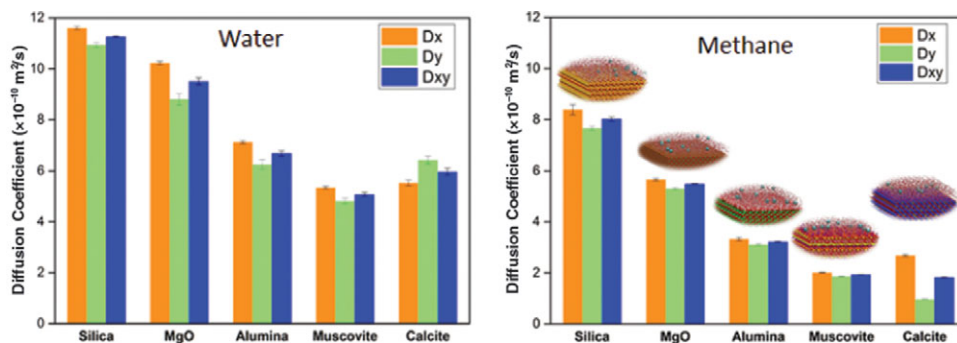 Water
Dx
Dy
Dxy
Diffusion Coefficient (×10⁻¹⁰ m²/s)
12
10
8
6
4
2
0
Silica MgO Alumina Muscovite Calcite
Methane
Dx
Dy
Dxy
Diffusion Coefficient (×10⁻¹⁰ m²/s)
12
10
8
6
4
2
0
Silica MgO Alumina Muscovite Calcite